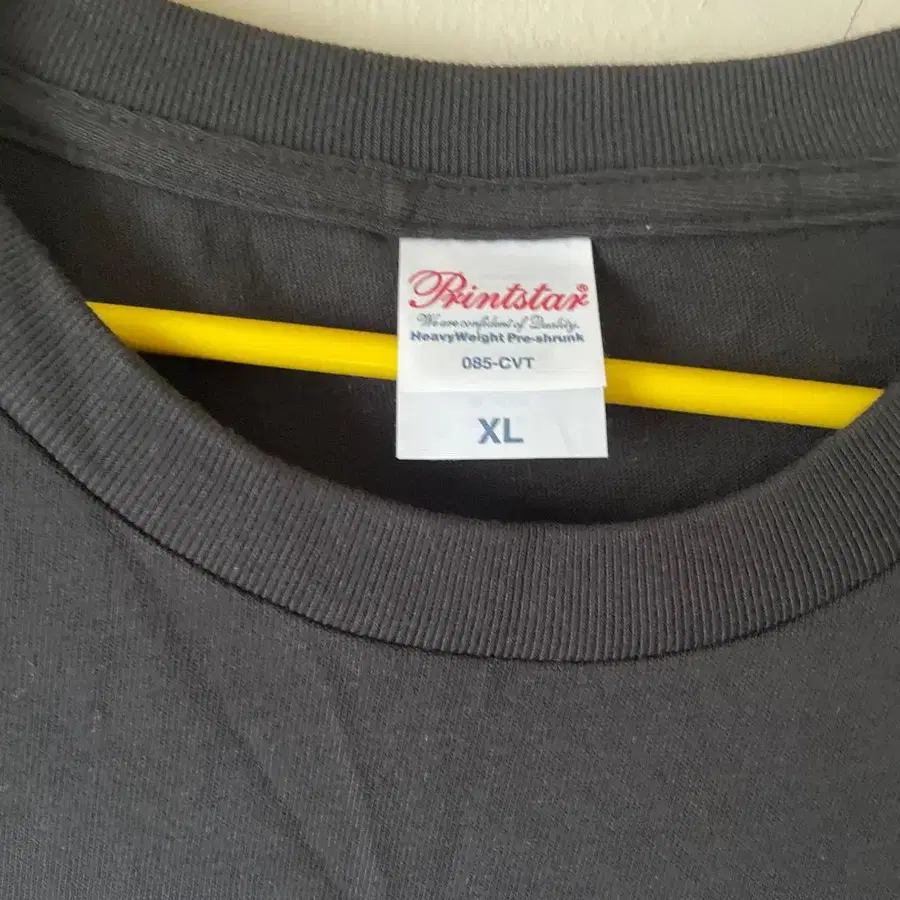 Printstar®
We are confident of Quality.
HeavyWeight Pre-shrunk
085-CVT
XL